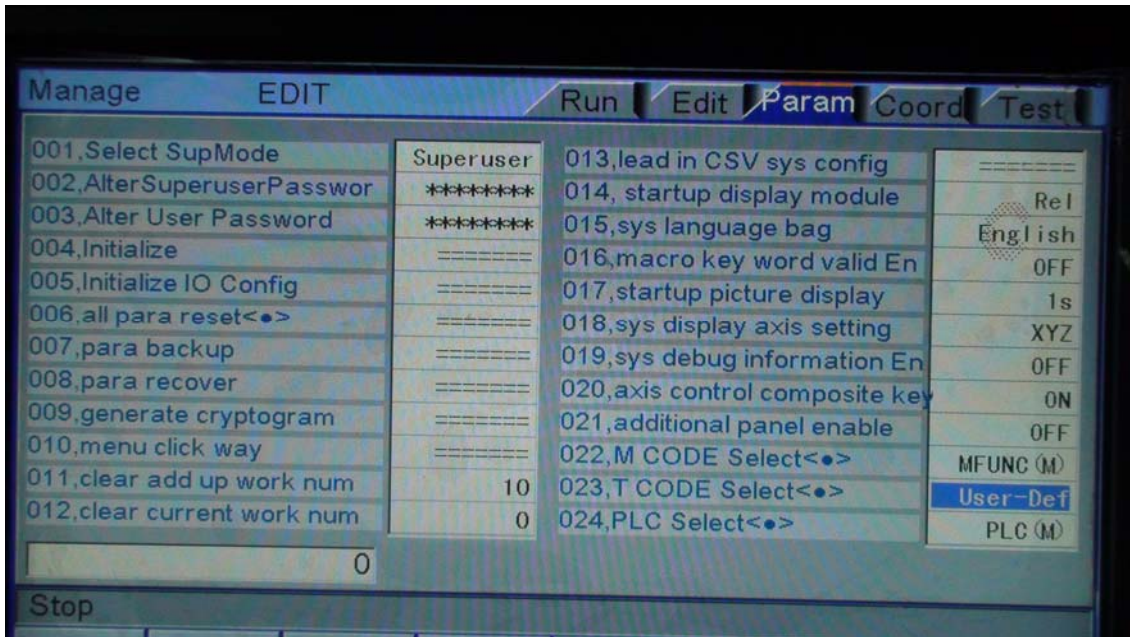 Manage EDIT Run Edit Param Coord Test
001,Select SupMode Superuser
002,AlterSuperuserPasswor ********
003,Alter User Password ********
004,Initialize =======
005,Initialize IO Config =======
006,all para reset<●> =======
007,para backup =======
008,para recover =======
009,generate cryptogram =======
010,menu click way =======
011,clear add up work num 10
012,clear current work num 0
0
013,lead in CSV sys config =======
014, startup display module Rel
015,sys language bag English
016,macro key word valid En OFF
017,startup picture display 1s
018,sys display axis setting XYZ
019,sys debug information En OFF
020,axis control composite key ON
021,additional panel enable OFF
022,M CODE Select<●> MFUNC(M)
023,T CODE Select<●> User-Def
024,PLC Select<●> PLC(M)
Stop